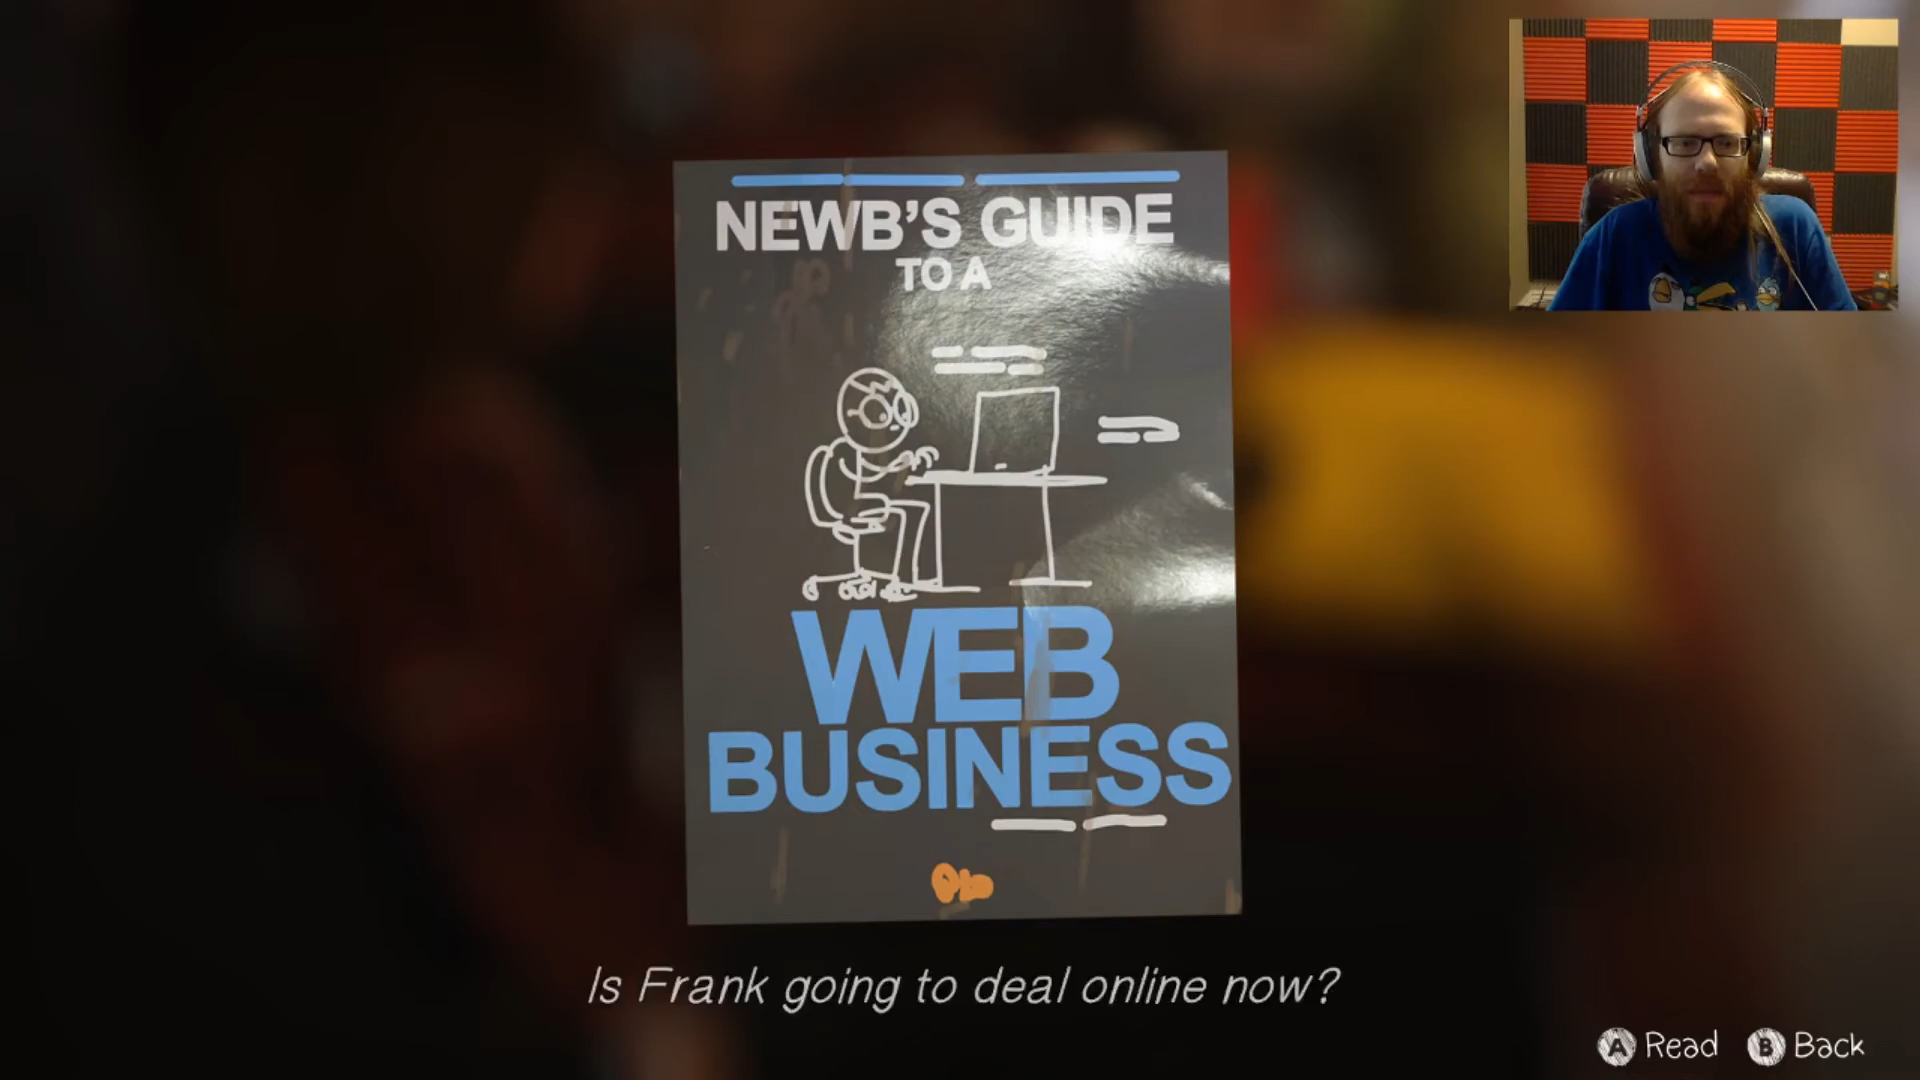 NEWB'S GUIDE
TO A
WEB
BUSINESS
Is Frank going to deal online now?
A Read B Back